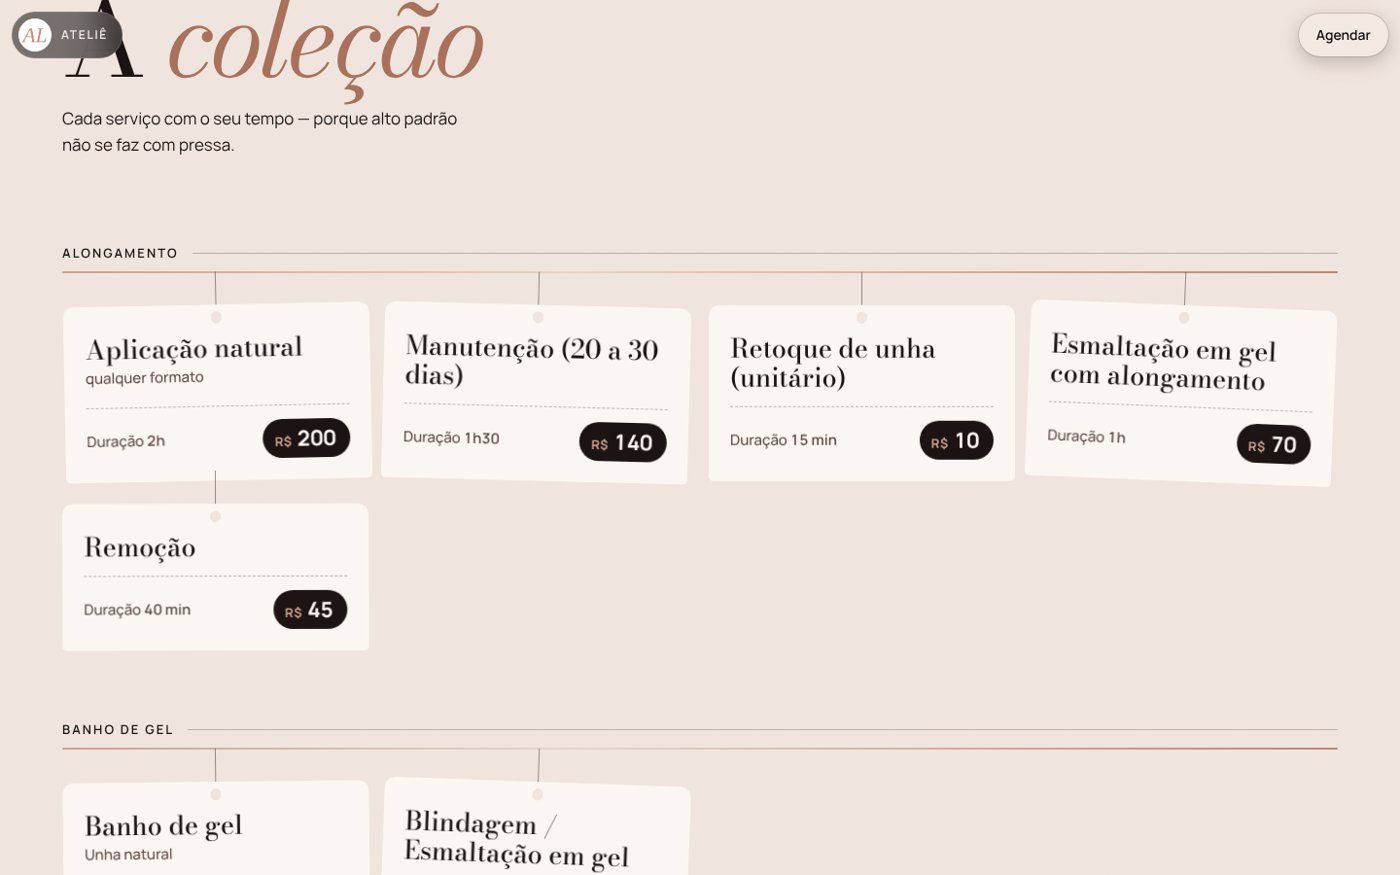 AL ATELIÊ
Agendar
A coleção
Cada serviço com o seu tempo — porque alto padrão
não se faz com pressa.
ALONGAMENTO
Aplicação natural
qualquer formato
Duração 2h
R$ 200
Manutenção (20 a 30
dias)
Duração 1h30
R$ 140
Retoque de unha
(unitário)
Duração 15 min
R$ 10
Esmaltação em gel
com alongamento
Duração 1h
R$ 70
Remoção
Duração 40 min
R$ 45
BANHO DE GEL
Banho de gel
Unha natural
Blindagem /
Esmaltação em gel